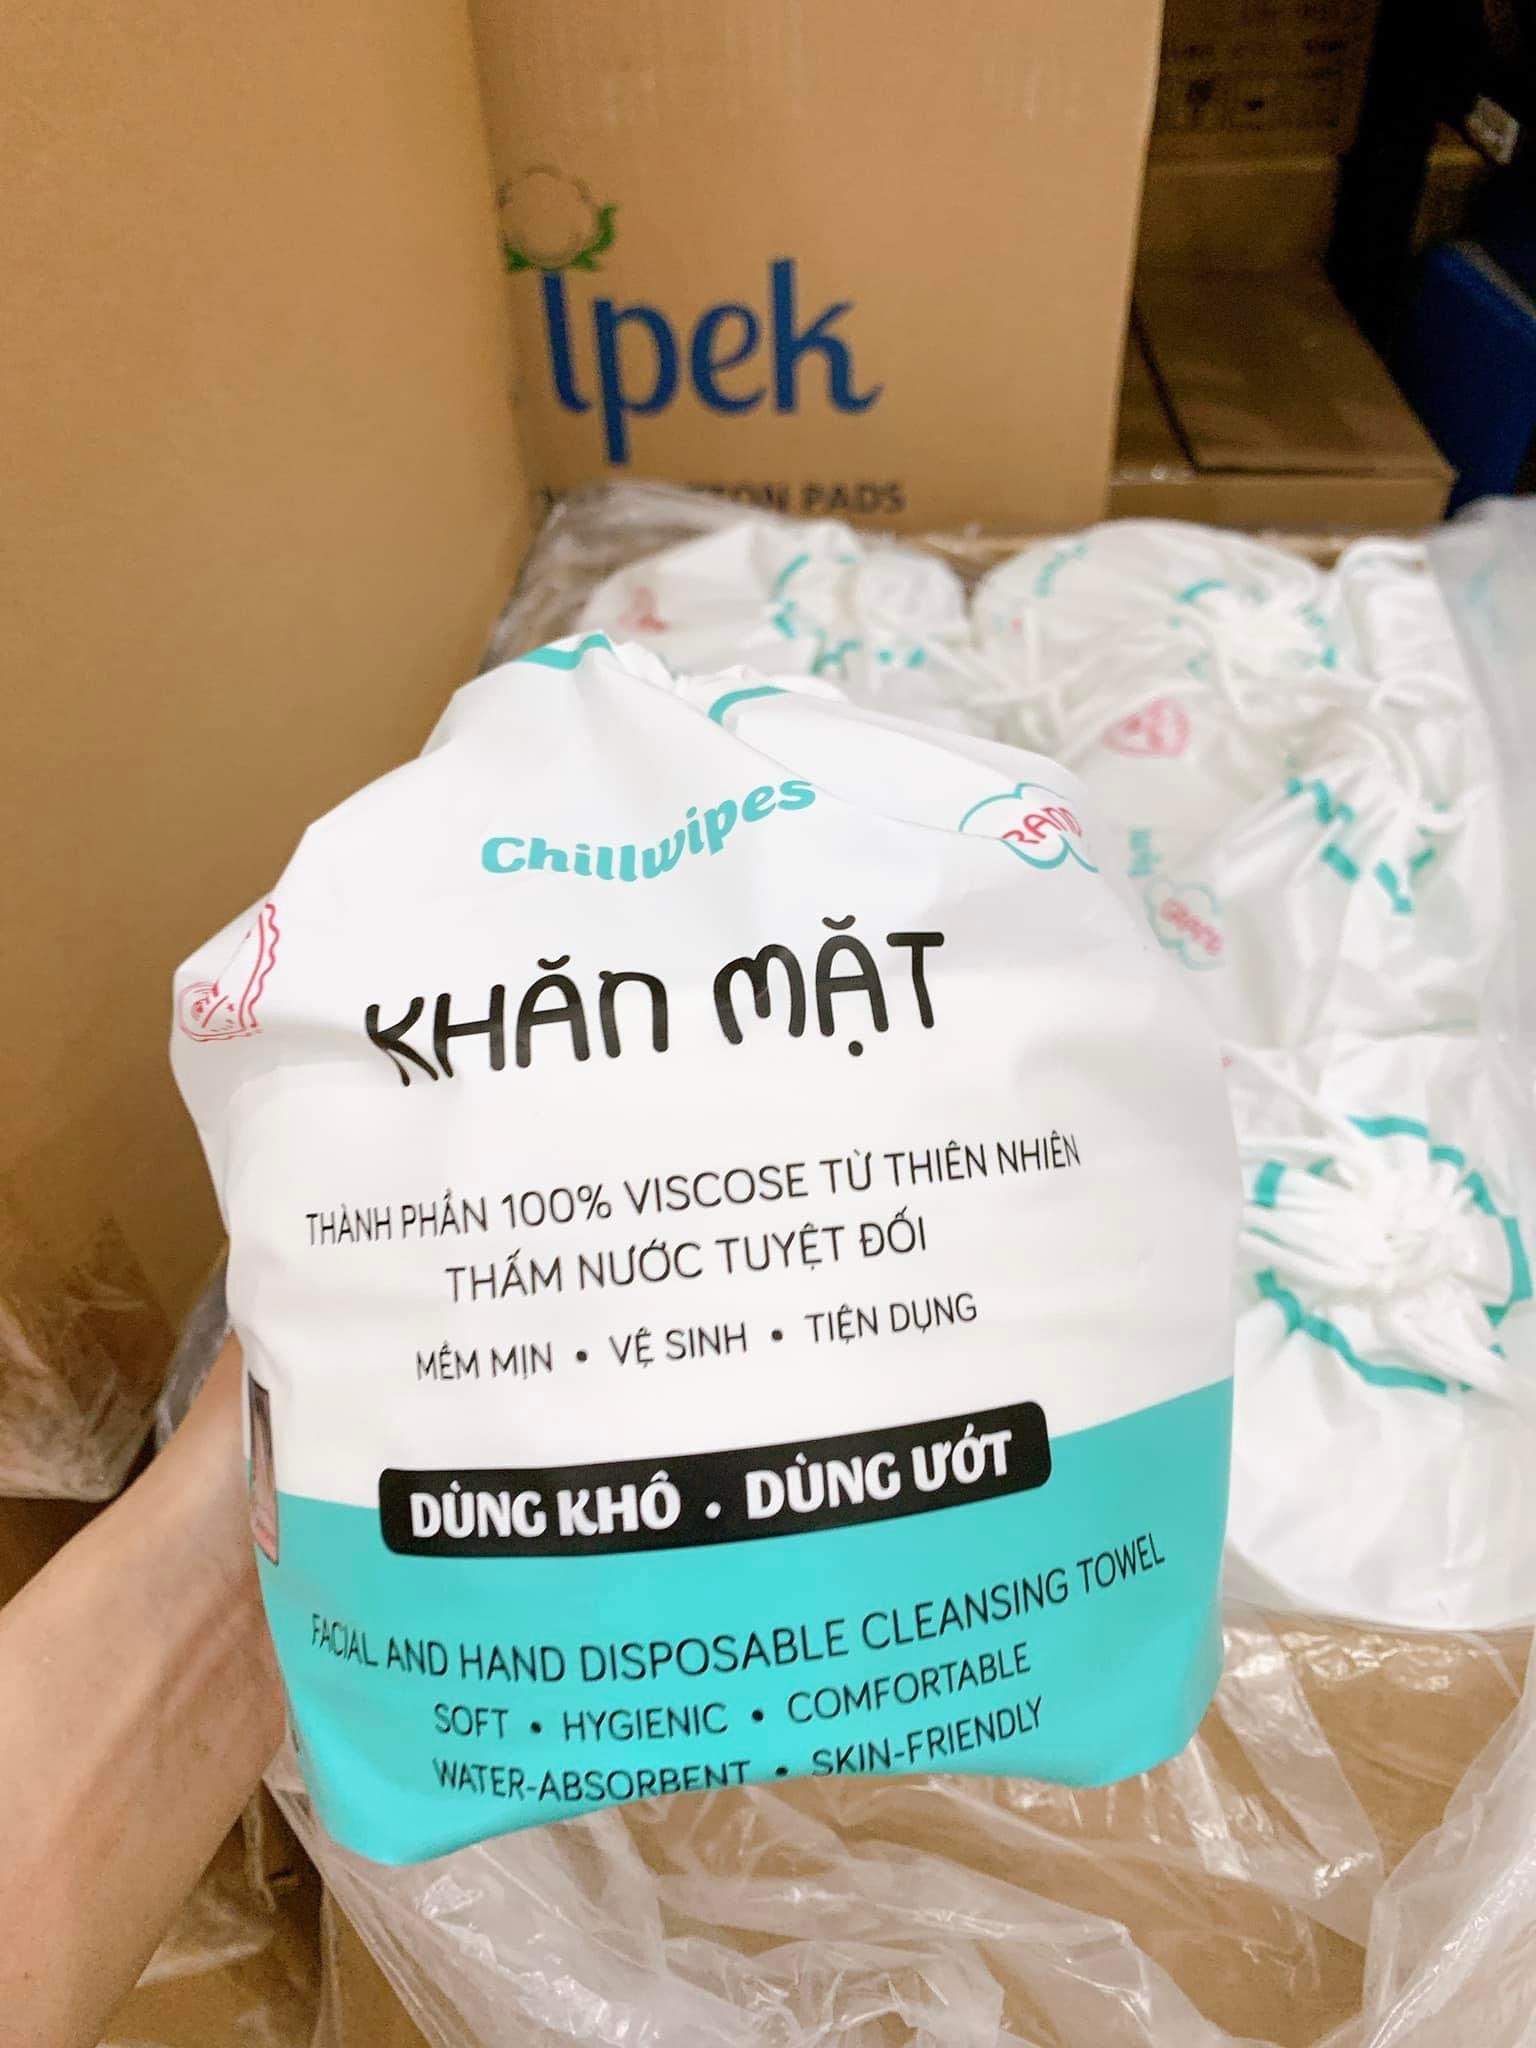 ipek
PADS
Chillwipes
KHĂN MẶT
THÀNH PHẦN 100% VISCOSE TỪ THIÊN NHIÊN
THẤM NƯỚC TUYỆT ĐỐI
MỀM MỊN • VỆ SINH • TIỆN DỤNG
DÙNG KHÔ • DÙNG ƯỚT
FACIAL AND HAND DISPOSABLE CLEANSING TOWEL
SOFT • HYGIENIC • COMFORTABLE
WATER-ABSORBENT • SKIN-FRIENDLY